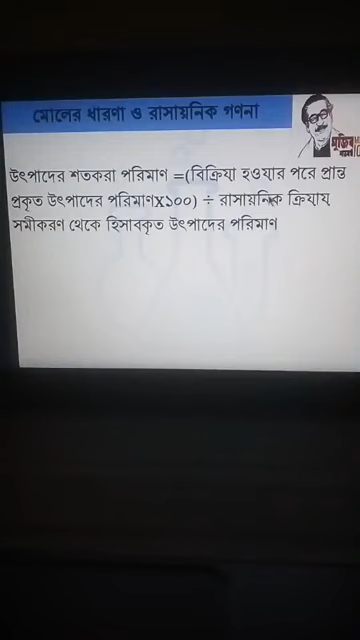 মোলের ধারণা ও রাসায়নিক গণনা
মুজিব
উৎপাদের শতকরা পরিমাণ =(বিক্রিয়া হওয়ার পরে প্রাপ্ত
প্রকৃত উৎপাদের পরিমাণX১০০) ÷ রাসায়নিক ক্রিয়ায়
সমীকরণ থেকে হিসাবকৃত উৎপাদের পরিমাণ